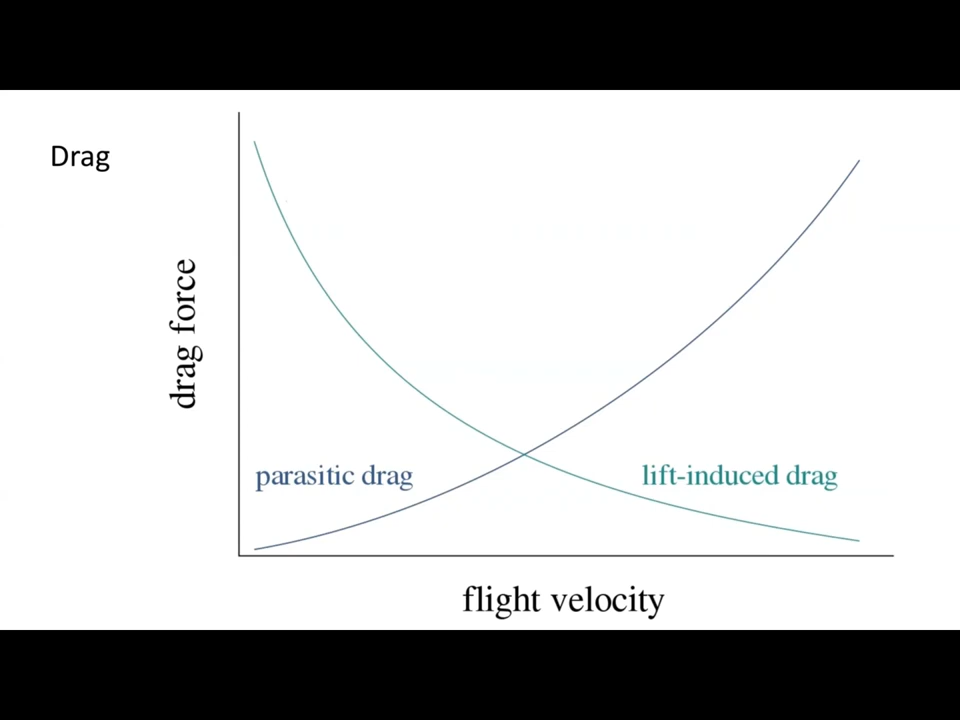 Drag
drag force
parasitic drag
lift-induced drag
flight velocity